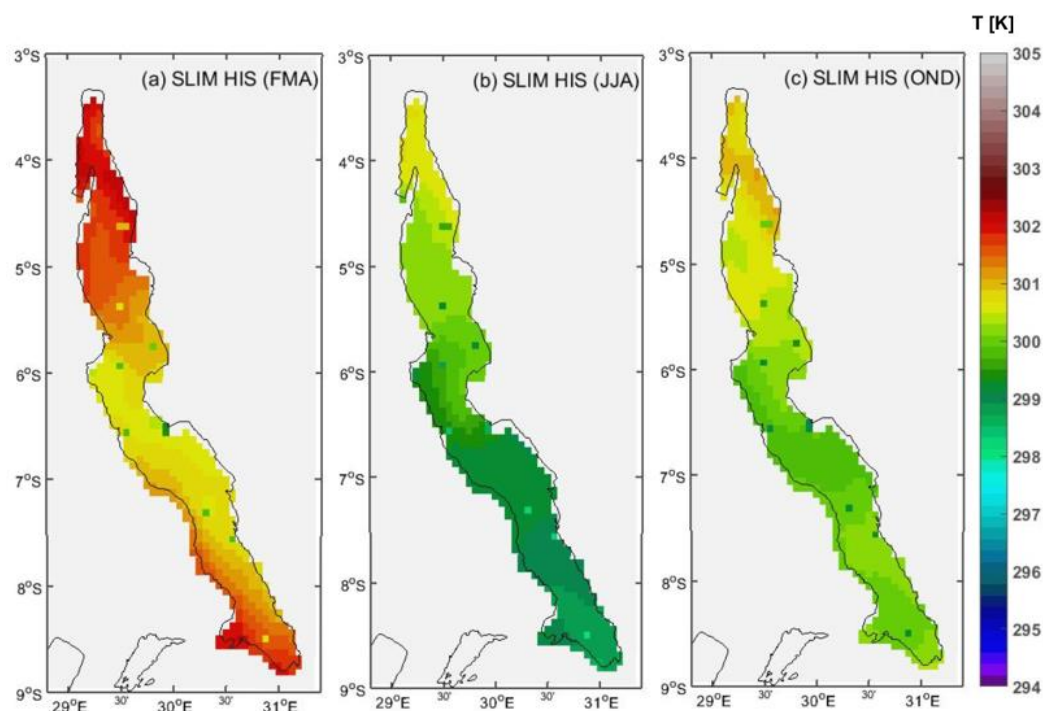 T [K]
(a) SLIM HIS (FMA)
(b) SLIM HIS (JJA)
(c) SLIM HIS (OND)
3°S
4°S
5°S
6°S
7°S
8°S
9°S
29°E
30'
30°E
30'
31°E
3°S
4°S
5°S
6°S
7°S
8°S
9°S
29°E
30'
30°E
30'
31°E
3°S
4°S
5°S
6°S
7°S
8°S
9°S
29°E
30'
30°E
30'
31°E
305
304
303
302
301
300
299
298
297
296
295
294